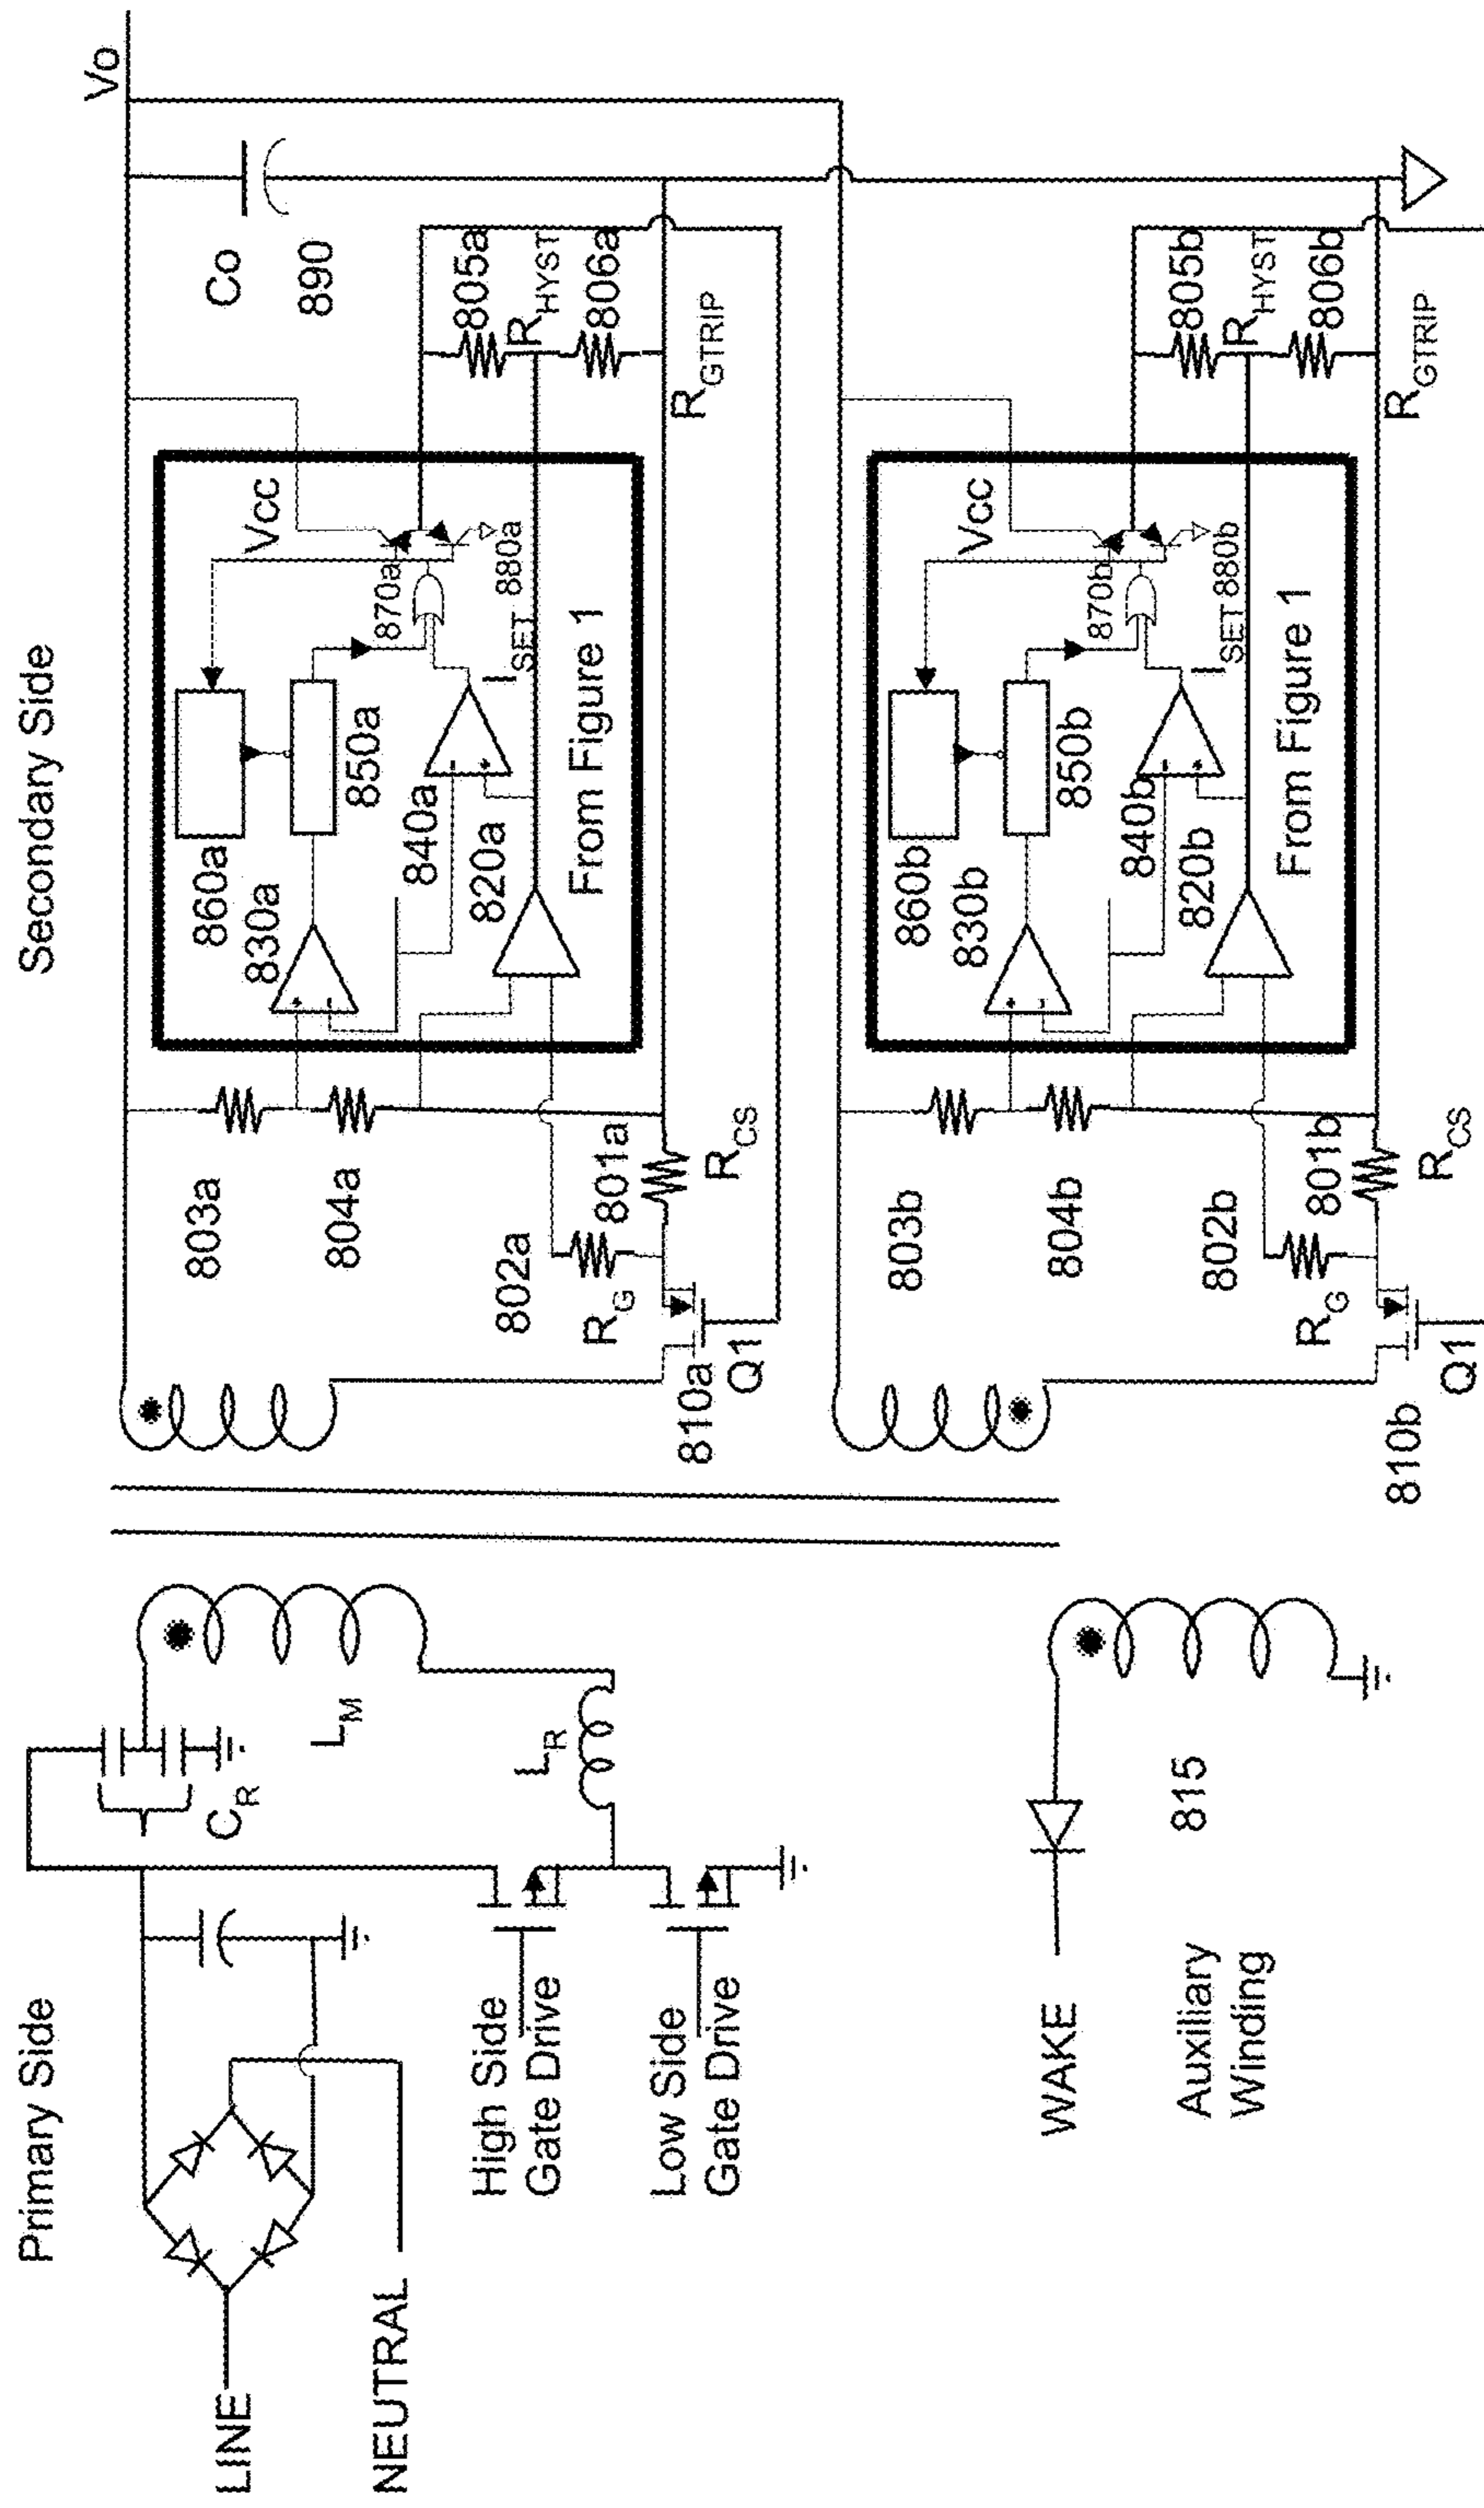 Primary Side
LINE
NEUTRAL
C_R
L_M
L_R
High Side
Gate Drive
Low Side
Gate Drive
WAKE
815
Auxiliary
Winding
Secondary Side
Vo
Co
890
803a
804a
860a
830a
850a
840a
820a
Vcc
870a
880a
I_SET
From Figure 1
805a
R_HYST
806a
R_GTRIP
802a
R_G
801a
R_CS
810a
Q1
803b
804b
860b
830b
850b
840b
820b
Vcc
870b
880b
I_SET
From Figure 1
805b
R_HYST
806b
R_GTRIP
802b
R_G
801b
R_CS
810b
Q1